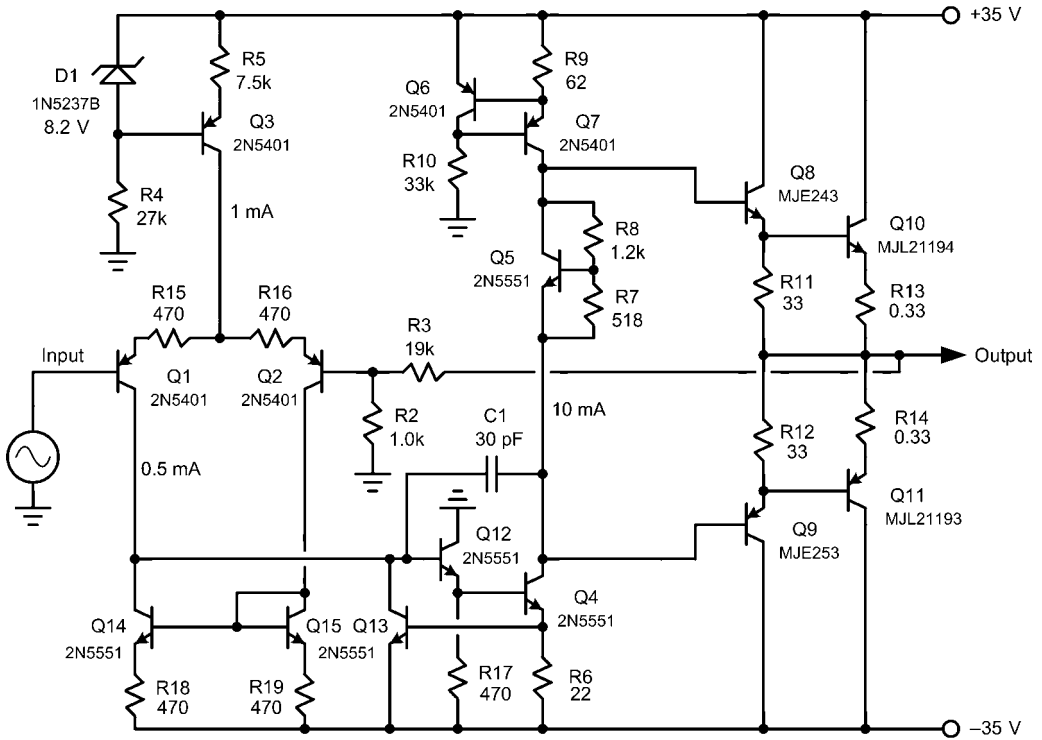 +35 V
D1
1N5237B
8.2 V
R5
7.5k
Q3
2N5401
R4
27k
1 mA
Q6
2N5401
R9
62
Q7
2N5401
R10
33k
Q8
MJE243
Q10
MJL21194
R8
1.2k
Q5
2N5551
R7
518
R11
33
R13
0.33
R15
470
R16
470
R3
19k
Input
Output
Q1
2N5401
Q2
2N5401
R2
1.0k
C1
30 pF
10 mA
R12
33
R14
0.33
0.5 mA
Q12
2N5551
Q9
MJE253
Q11
MJL21193
Q4
2N5551
Q14
2N5551
Q15
2N5551
Q13
R18
470
R19
470
R17
470
R6
22
–35 V